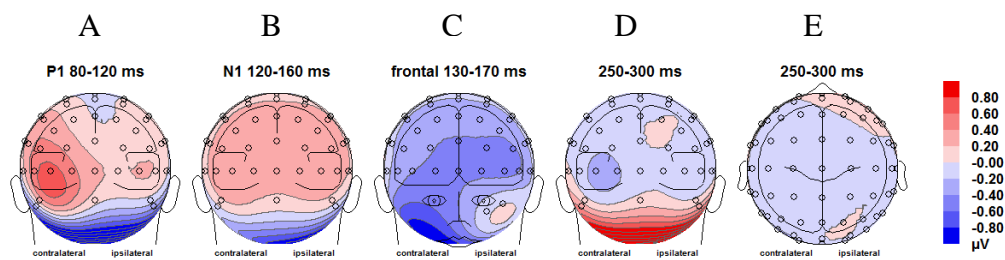 A B C D E
P1 80-120 ms N1 120-160 ms frontal 130-170 ms 250-300 ms 250-300 ms
0.80
0.60
0.40
0.20
-0.00
-0.20
-0.40
-0.60
-0.80
µV
contralateral ipsilateral contralateral ipsilateral contralateral ipsilateral contralateral ipsilateral contralateral ipsilateral